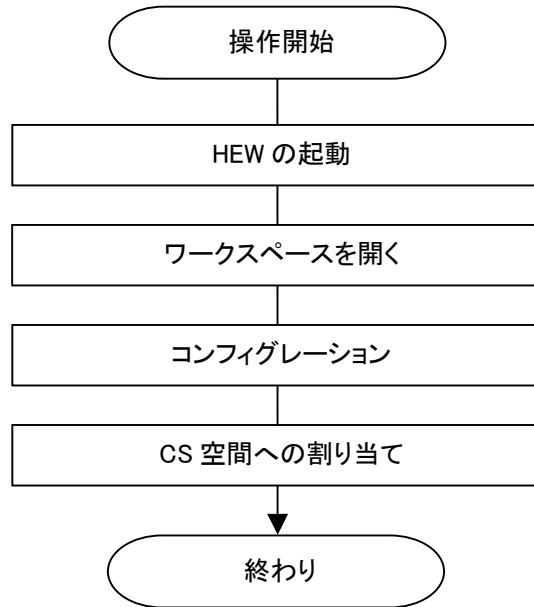 操作開始
HEW の起動
ワークスペースを開く
コンフィグレーション
CS 空間への割り当て
終わり